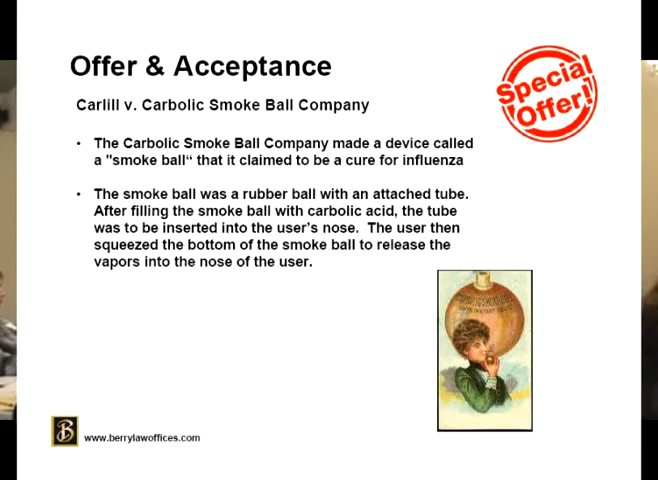 Offer & Acceptance
Special
Offer!
Carlill v. Carbolic Smoke Ball Company
• The Carbolic Smoke Ball Company made a device called
a "smoke ball“ that it claimed to be a cure for influenza
• The smoke ball was a rubber ball with an attached tube.
After filling the smoke ball with carbolic acid, the tube
was to be inserted into the user’s nose. The user then
squeezed the bottom of the smoke ball to release the
vapors into the nose of the user.
B
www.berrylawoffices.com